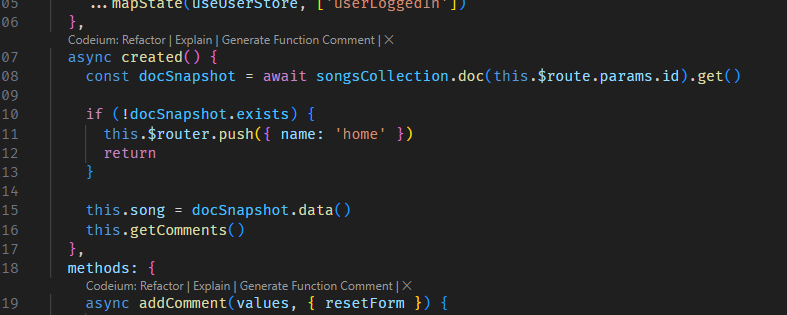 05 ...mapState(useUserStore, ['userLoggedIn'])
06 },
Codeium: Refactor | Explain | Generate Function Comment | ×
07 async created() {
08 const docSnapshot = await songsCollection.doc(this.$route.params.id).get()
09
10 if (!docSnapshot.exists) {
11 this.$router.push({ name: 'home' })
12 return
13 }
14
15 this.song = docSnapshot.data()
16 this.getComments()
17 },
18 methods: {
Codeium: Refactor | Explain | Generate Function Comment | ×
19 async addComment(values, { resetForm }) {